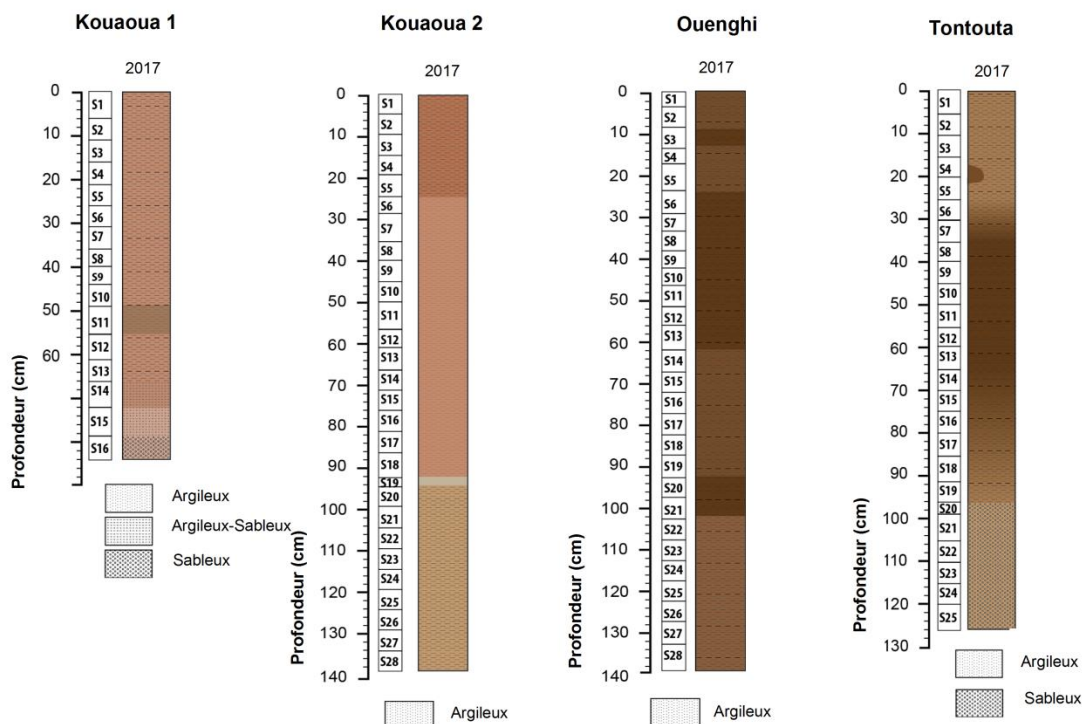 Kouaoua 1
2017
0
10
20
30
40
50
60
Profondeur (cm)
S1
S2
S3
S4
S5
S6
S7
S8
S9
S10
S11
S12
S13
S14
S15
S16
Argileux
Argileux-Sableux
Sableux
Kouaoua 2
2017
0
10
20
30
40
50
60
70
80
90
100
110
120
130
140
Profondeur (cm)
S1
S2
S3
S4
S5
S6
S7
S8
S9
S10
S11
S12
S13
S14
S15
S16
S17
S18
S19
S20
S21
S22
S23
S24
S25
S26
S27
S28
Argileux
Ouenghi
2017
0
10
20
30
40
50
60
70
80
90
100
110
120
130
140
Profondeur (cm)
S1
S2
S3
S4
S5
S6
S7
S8
S9
S10
S11
S12
S13
S14
S15
S16
S17
S18
S19
S20
S21
S22
S23
S24
S25
S26
S27
S28
Argileux
Tontouta
2017
0
10
20
30
40
50
60
70
80
90
100
110
120
130
Profondeur (cm)
S1
S2
S3
S4
S5
S6
S7
S8
S9
S10
S11
S12
S13
S14
S15
S16
S17
S18
S19
S20
S21
S22
S23
S24
S25
Argileux
Sableux